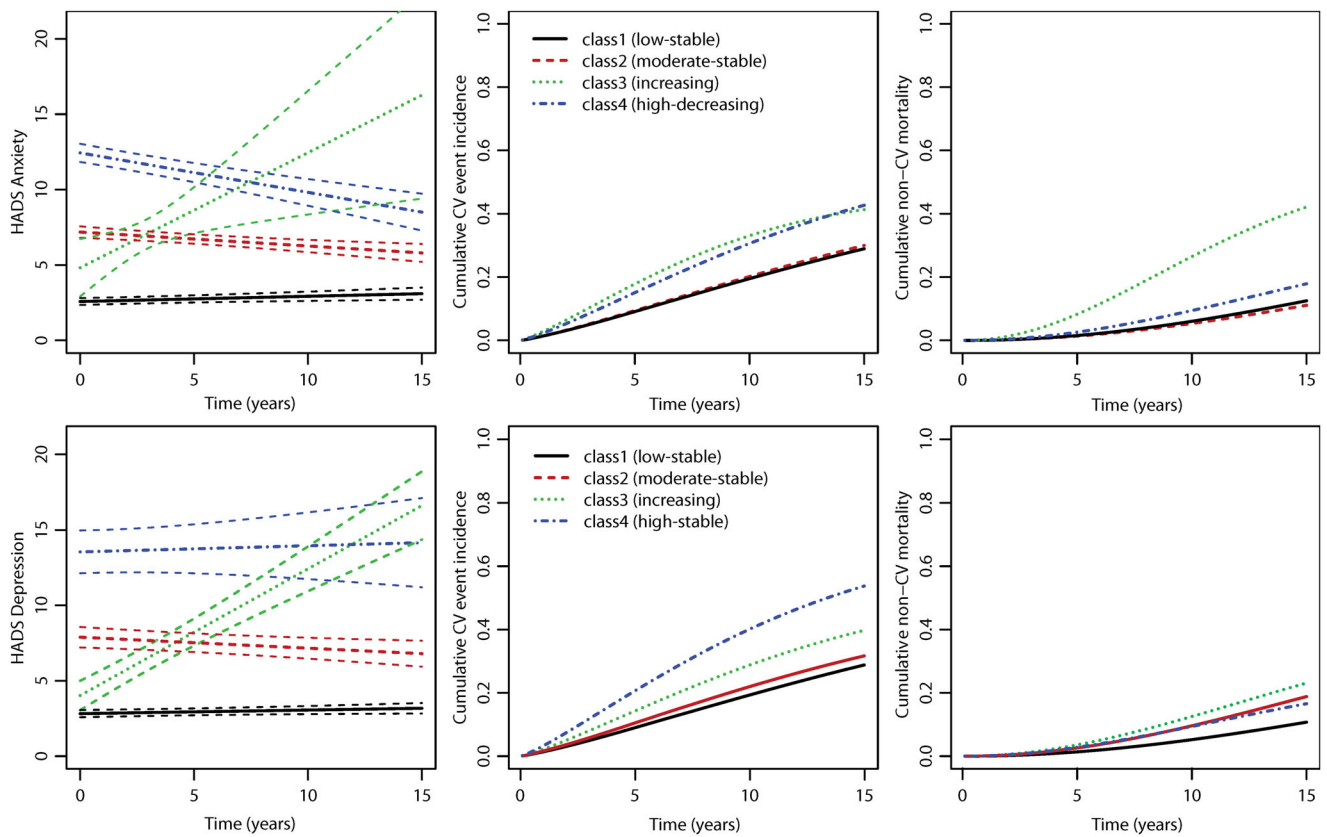 HADS Anxiety
20
15
10
5
0
0 5 10 15
Time (years)
Cumulative CV event incidence
1.0
0.8
0.6
0.4
0.2
0.0
class1 (low-stable)
class2 (moderate-stable)
class3 (increasing)
class4 (high-decreasing)
0 5 10 15
Time (years)
Cumulative non-CV mortality
1.0
0.8
0.6
0.4
0.2
0.0
0 5 10 15
Time (years)
HADS Depression
20
15
10
5
0
0 5 10 15
Time (years)
Cumulative CV event incidence
1.0
0.8
0.6
0.4
0.2
0.0
class1 (low-stable)
class2 (moderate-stable)
class3 (increasing)
class4 (high-stable)
0 5 10 15
Time (years)
Cumulative non-CV mortality
1.0
0.8
0.6
0.4
0.2
0.0
0 5 10 15
Time (years)